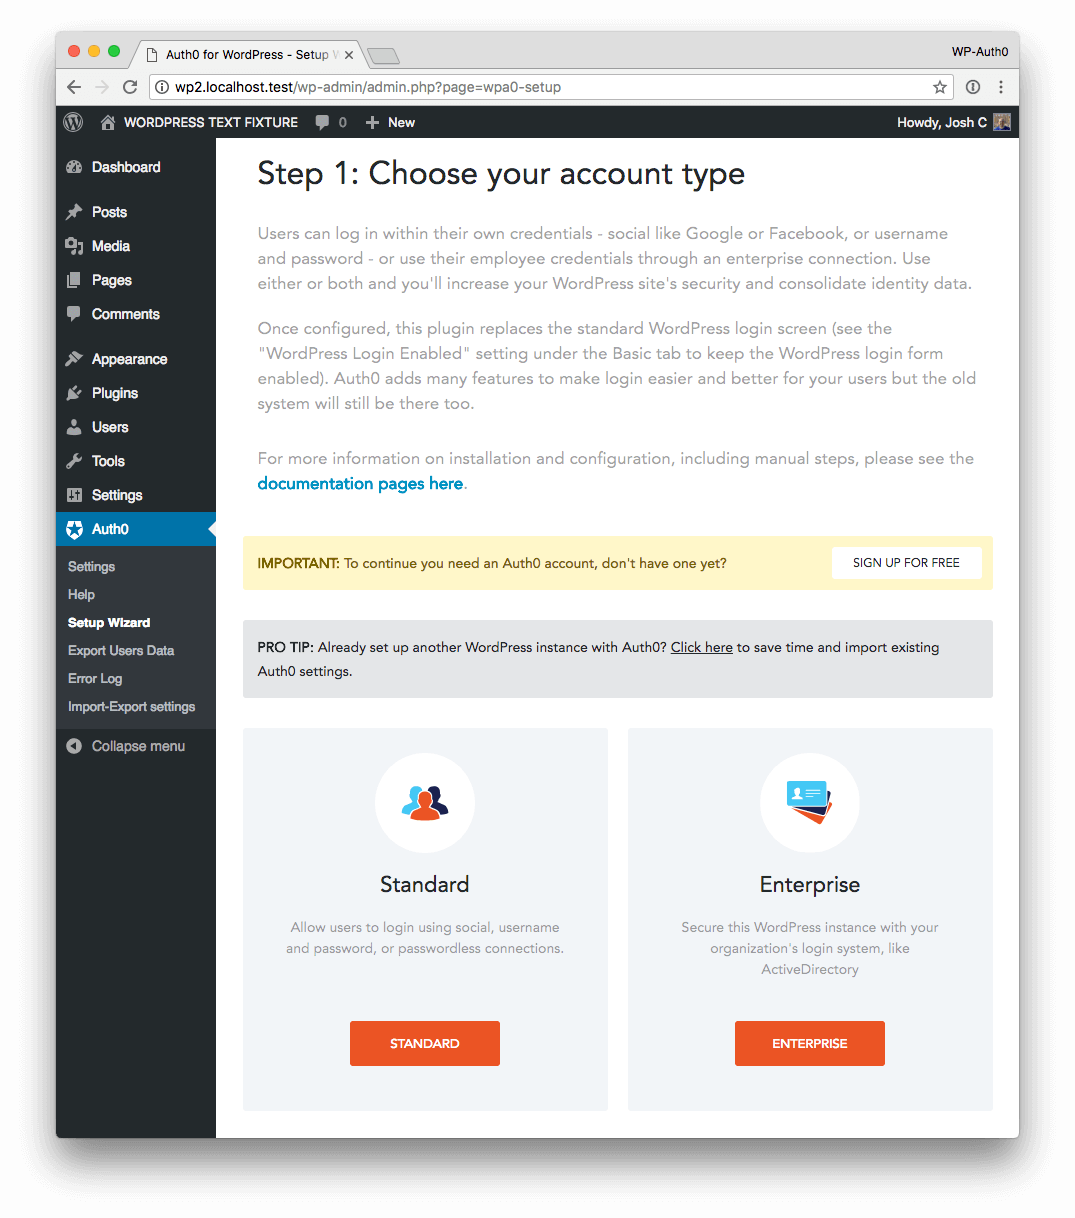 Auth0 for WordPress - Setup W
WP-Auth0
wp2.localhost.test/wp-admin/admin.php?page=wpa0-setup
WORDPRESS TEXT FIXTURE 0 New Howdy, Josh C
Dashboard
Posts
Media
Pages
Comments
Appearance
Plugins
Users
Tools
Settings
Auth0
Settings
Help
Setup Wizard
Export Users Data
Error Log
Import-Export settings
Collapse menu
Step 1: Choose your account type
Users can log in within their own credentials - social like Google or Facebook, or username
and password - or use their employee credentials through an enterprise connection. Use
either or both and you'll increase your WordPress site's security and consolidate identity data.
Once configured, this plugin replaces the standard WordPress login screen (see the
"WordPress Login Enabled" setting under the Basic tab to keep the WordPress login form
enabled). Auth0 adds many features to make login easier and better for your users but the old
system will still be there too.
For more information on installation and configuration, including manual steps, please see the
documentation pages here.
IMPORTANT: To continue you need an Auth0 account, don't have one yet?
SIGN UP FOR FREE
PRO TIP: Already set up another WordPress instance with Auth0? Click here to save time and import existing
Auth0 settings.
Standard
Allow users to login using social, username
and password, or passwordless connections.
STANDARD
Enterprise
Secure this WordPress instance with your
organization's login system, like
ActiveDirectory
ENTERPRISE